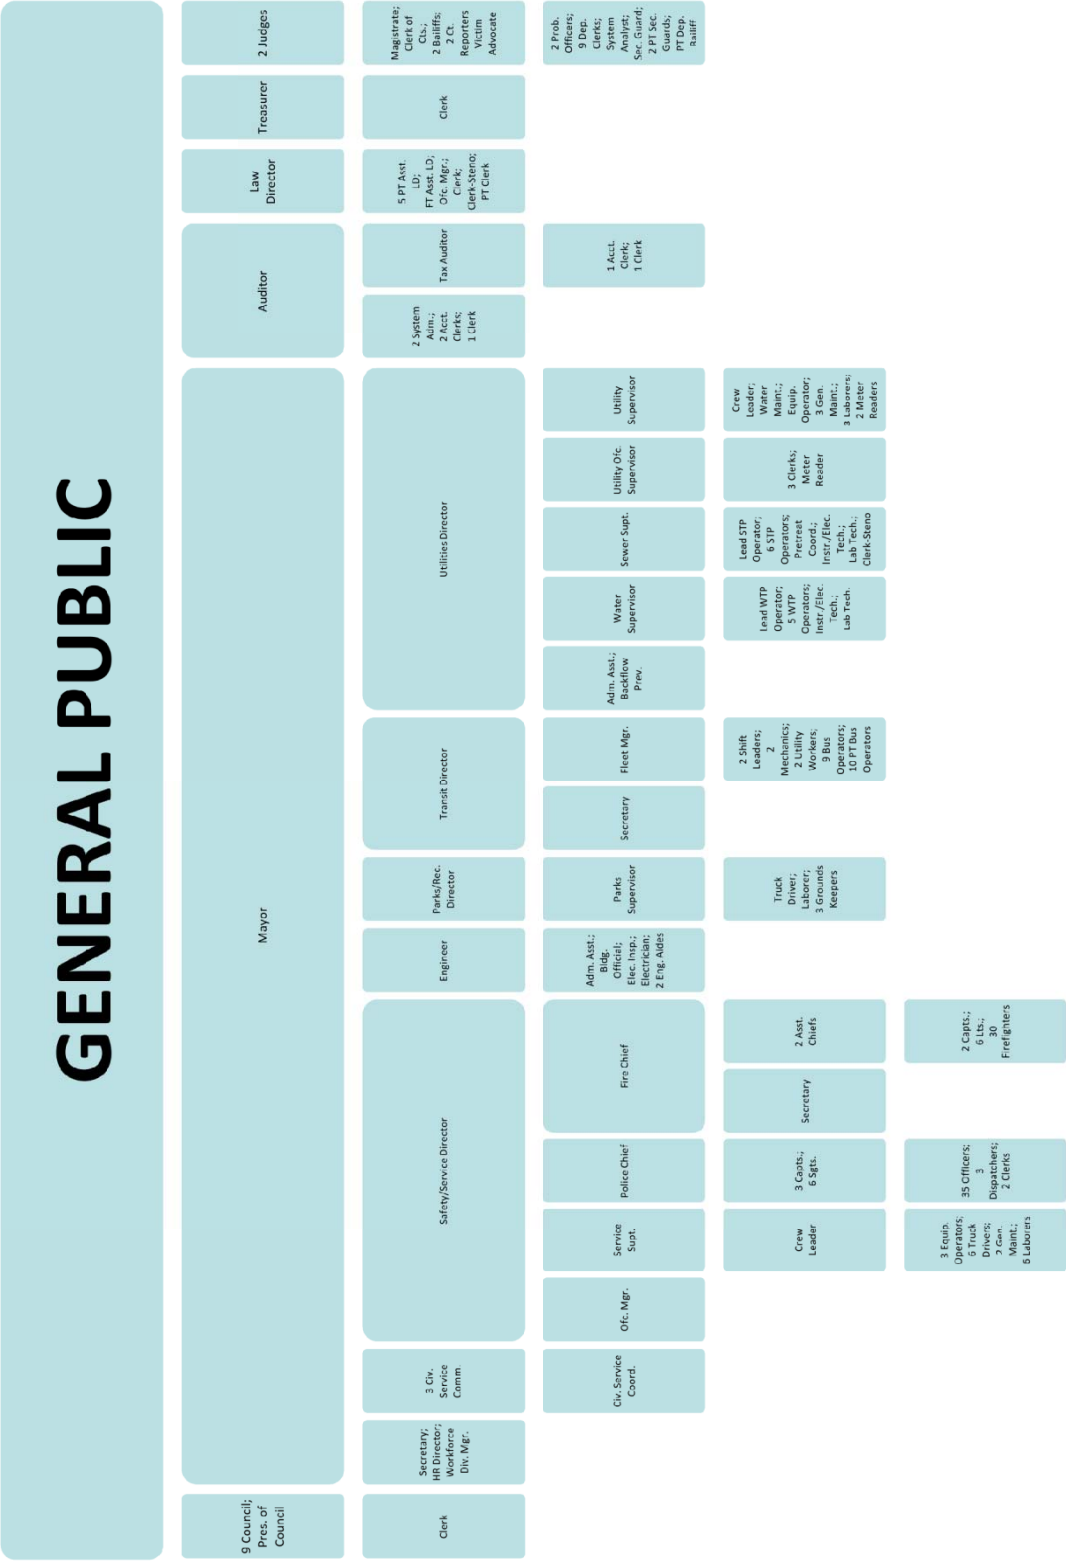 GENERAL PUBLIC
9 Council;
Pres. of
Council
Mayor
Auditor
Law
Director
Treasurer
2 Judges
Clerk
Secretary;
HR Director;
Workforce
Div. Mgr.
3 Civ.
Service
Comm.
Safety/Service Director
Engineer
Parks/Rec.
Director
Transit Director
Utilities Director
2 System
Adm.;
2 Acct.
Clerks;
1 Clerk
Tax Auditor
5 PT Asst.
LD;
FT Asst. LD,
Ofc. Mgr.;
Clerk;
Clerk-Steno;
PT Clerk
Clerk
Magistrate;
Clerk of
Cts.;
2 Bailiffs;
2 Ct.
Reporters
Victim
Advocate
Civ. Service
Coord.
Ofc. Mgr.
Service
Supt.
Police Chief
Fire Chief
Adm. Asst.;
Bldg.
Official;
Elec. Insp.;
Electrician;
2 Eng. Aides
Parks
Supervisor
Secretary
Fleet Mgr.
Adm. Asst.;
Backflow
Prev.
Water
Supervisor
Sewer Supt.
Utility Ofc.
Supervisor
Utility
Supervisor
1 Acct.
Clerk;
1 Clerk
2 Prob.
Officers;
9 Dep.
Clerks;
System
Analyst;
Sec. Guard;
2 PT Sec.
Guards;
PT Dep.
Bailiff
Crew
Leader
3 Capts.;
6 Sgts.
Secretary
2 Asst.
Chiefs
Truck
Driver;
Laborer;
3 Grounds
Keepers
2 Shift
Leaders;
2
Mechanics;
2 Utility
Workers;
9 Bus
Operators;
10 PT Bus
Operators
Lead WTP
Operator;
5 WTP
Operators;
Instr./Elec.
Tech.;
Lab Tech.
Lead STP
Operator;
6 STP
Operators;
Pretreat
Coord.;
Instr./Elec.
Tech.;
Lab Tech.;
Clerk-Steno
3 Clerks;
Meter
Reader
Crew
Leader;
Water
Maint.;
Equip.
Operator;
3 Gen.
Maint.;
3 Laborers;
2 Meter
Readers
3 Equip.
Operators;
6 Truck
Drivers;
2 Gen.
Maint.;
6 Laborers
35 Officers;
3
Dispatchers;
2 Clerks
2 Capts.;
6 Lts.;
30
Firefighters